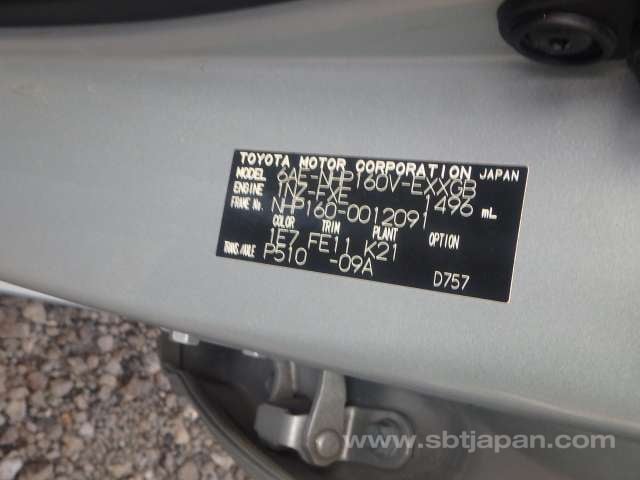 TOYOTA MOTOR CORPORATION JAPAN
MODEL 6AE-NHP160V-EXXGB
ENGINE 1NZ-FXE 1496 mL
FRAME No. NHP160-0012091
COLOR TRIM PLANT OPTION
1E7 FE11 K21
TRANS./AXLE P510 -09A D757
www.sbtjapan.com